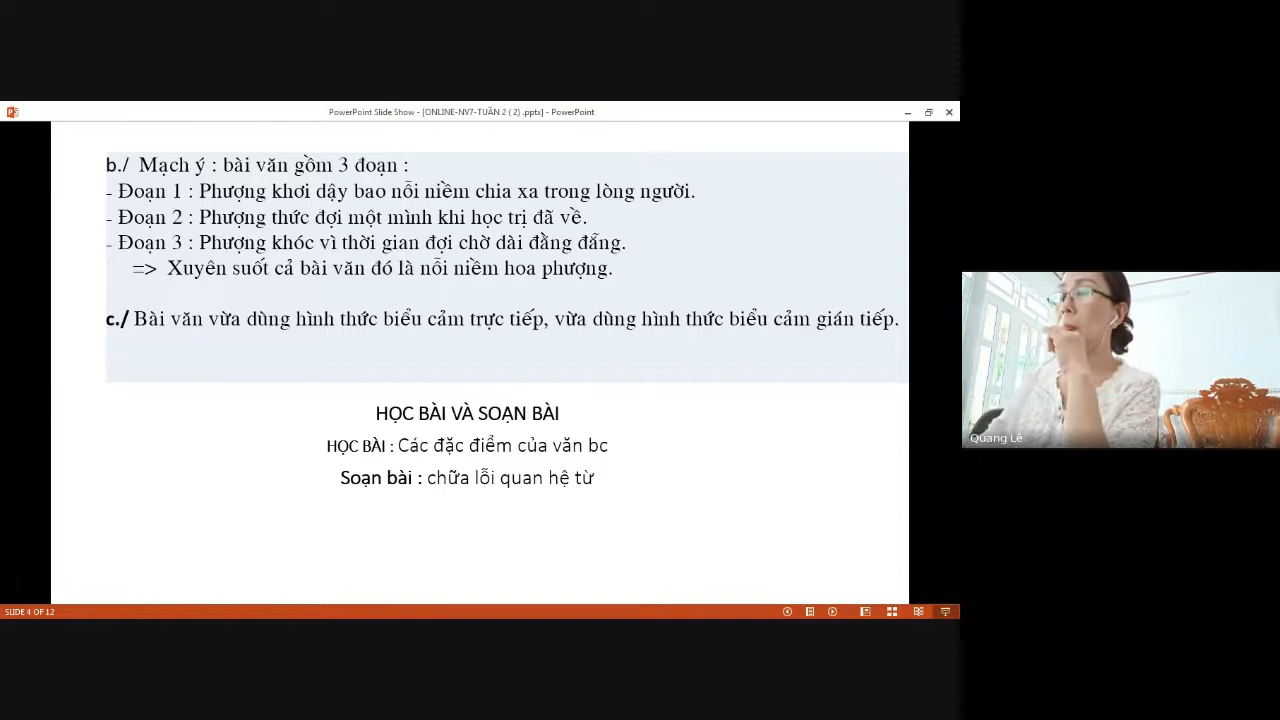 PowerPoint Slide Show - [ONLINE-NV7-TUẦN 2 ( 2) .pptx] - PowerPoint
b./ Mạch ý : bài văn gồm 3 đoạn :
- Đoạn 1 : Phượng khơi dậy bao nỗi niềm chia xa trong lòng người.
- Đoạn 2 : Phượng thức đợi một mình khi học trị đã về.
- Đoạn 3 : Phượng khóc vì thời gian đợi chờ dài đằng đẵng.
=> Xuyên suốt cả bài văn đó là nỗi niềm hoa phượng.
c./ Bài văn vừa dùng hình thức biểu cảm trực tiếp, vừa dùng hình thức biểu cảm gián tiếp.
HỌC BÀI VÀ SOẠN BÀI
HỌC BÀI : Các đặc điểm của văn bc
Soạn bài : chữa lỗi quan hệ từ
Quang Lê
SLIDE 4 OF 12